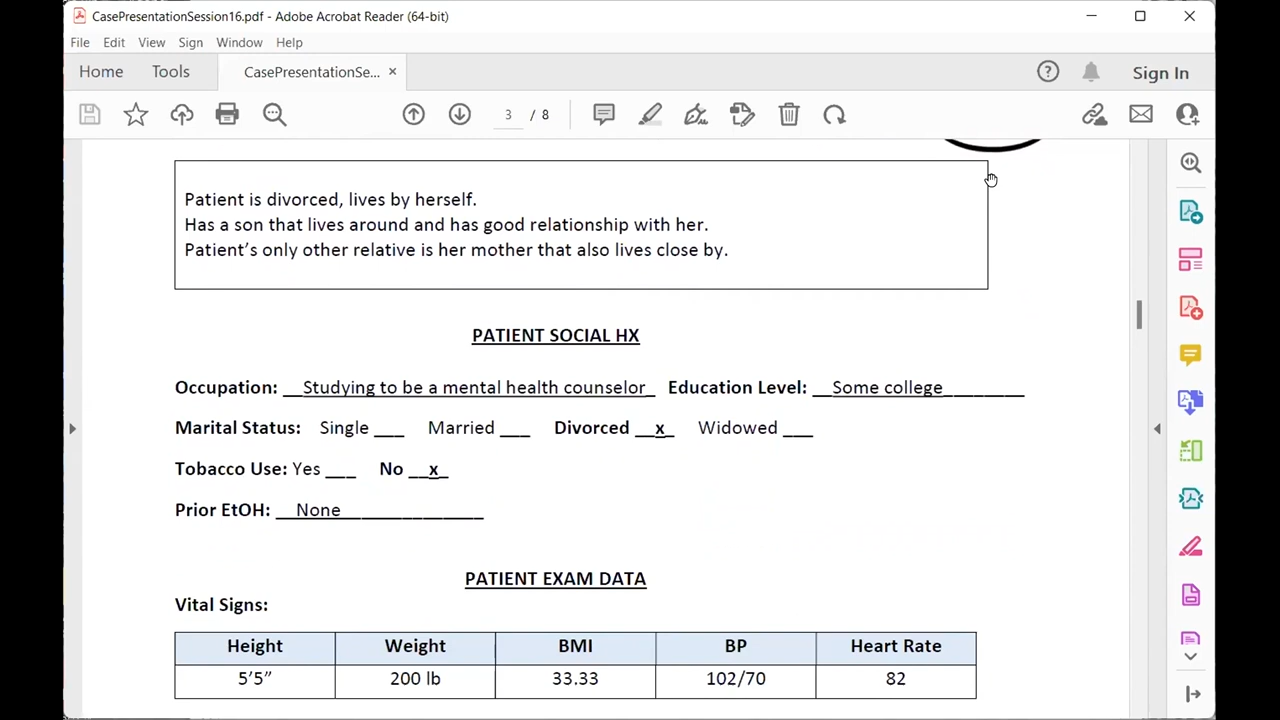 CasePresentationSession16.pdf - Adobe Acrobat Reader (64-bit)
File Edit View Sign Window Help
Home Tools CasePresentationSe... × Sign In
3 / 8
Patient is divorced, lives by herself.
Has a son that lives around and has good relationship with her.
Patient’s only other relative is her mother that also lives close by.
PATIENT SOCIAL HX
Occupation: __Studying to be a mental health counselor_ Education Level: __Some college________
Marital Status: Single ___ Married ___ Divorced __x_ Widowed ___
Tobacco Use: Yes ___ No __x_
Prior EtOH: __None______________
PATIENT EXAM DATA
Vital Signs:
Height Weight BMI BP Heart Rate
5’5” 200 lb 33.33 102/70 82